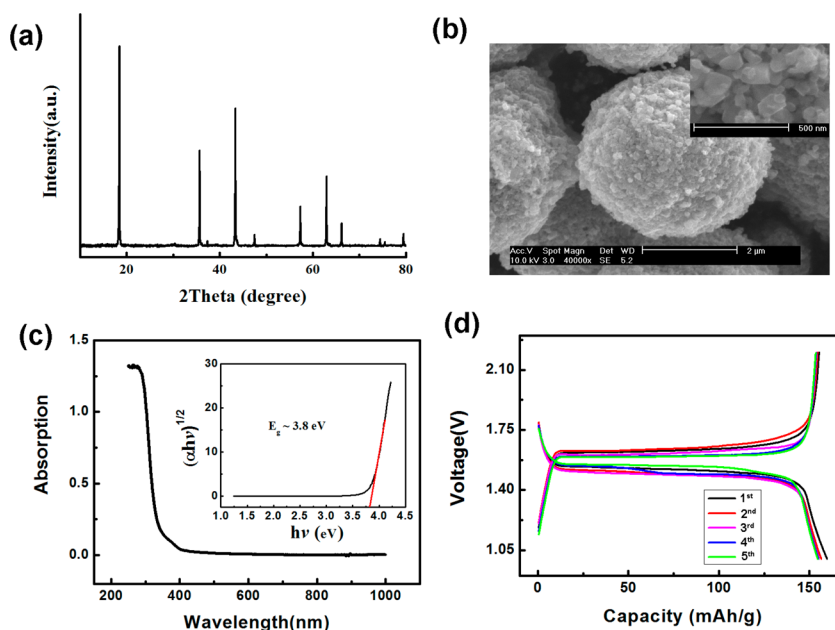 (a)
Intensity(a.u.)
20
40
60
80
2Theta (degree)
(b)
500 nm
Acc.V Spot Magn Det WD
10.0 kV 3.0 40000x SE 5.2
2 µm
(c)
1.5
1.0
0.5
0.0
Absorption
200
400
600
800
1000
Wavelength(nm)
30
25
20
15
10
5
0
(αhν)^1/2
E_g ~ 3.8 eV
1.0 1.5 2.0 2.5 3.0 3.5 4.0 4.5
hν (eV)
(d)
2.10
1.75
1.40
1.05
Voltage(V)
1st
2nd
3rd
4th
5th
0
50
100
150
Capacity (mAh/g)